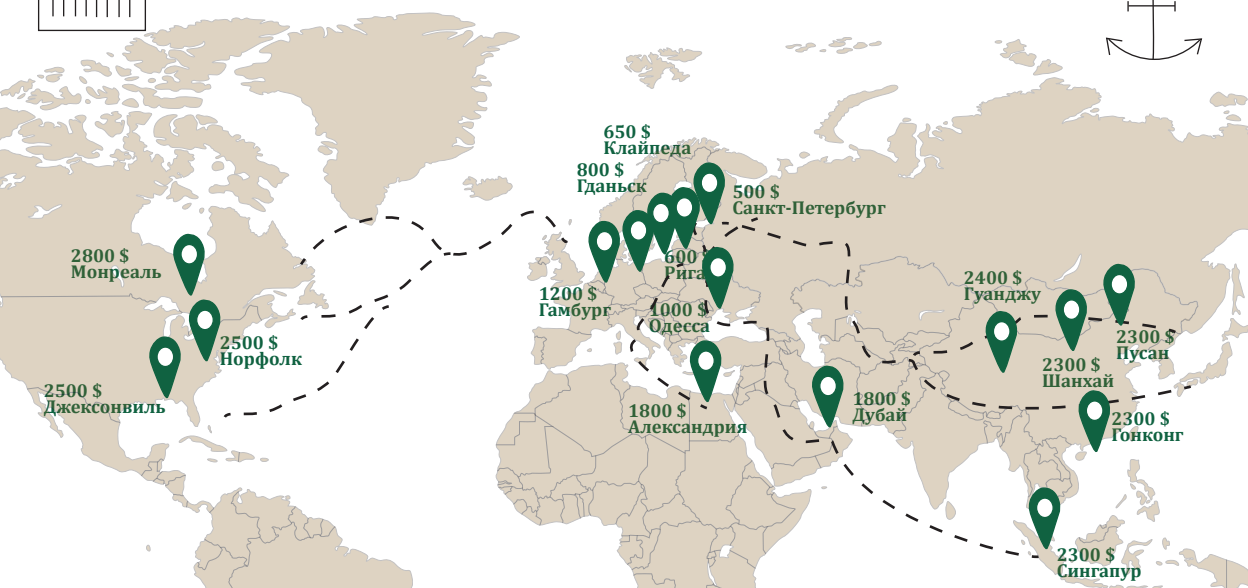 650 $
Клайпеда
800 $
Гданьск
500 $
Санкт-Петербург
2800 $
Монреаль
600
Рига
2400 $
Гуанджу
1200 $
Гамбург
1000 $
Одесса
2500 $
Норфолк
2300 $
Пусан
2300 $
Шанхай
2500 $
Джексонвиль
1800 $
Александрия
1800 $
Дубай
2300 $
Гонконг
2300 $
Сингапур